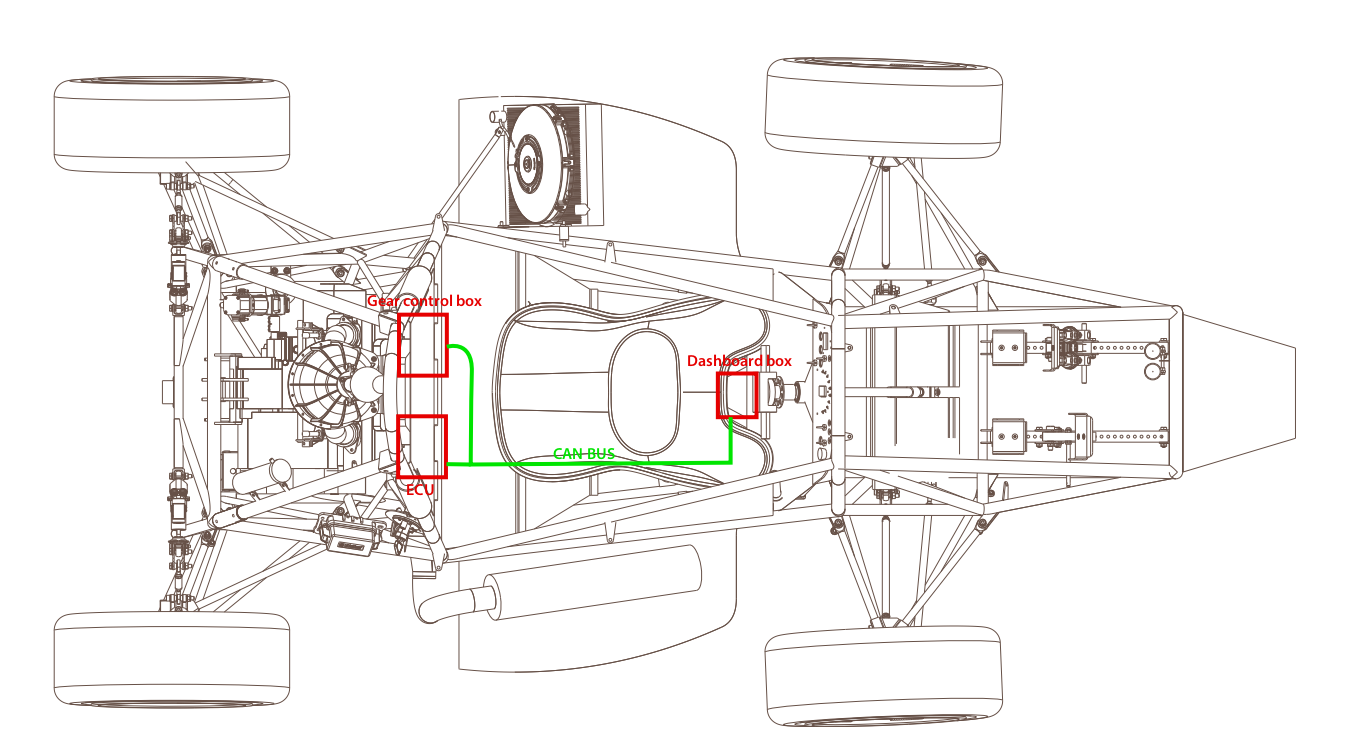 Gear control box
Dashboard box
CAN BUS
ECU